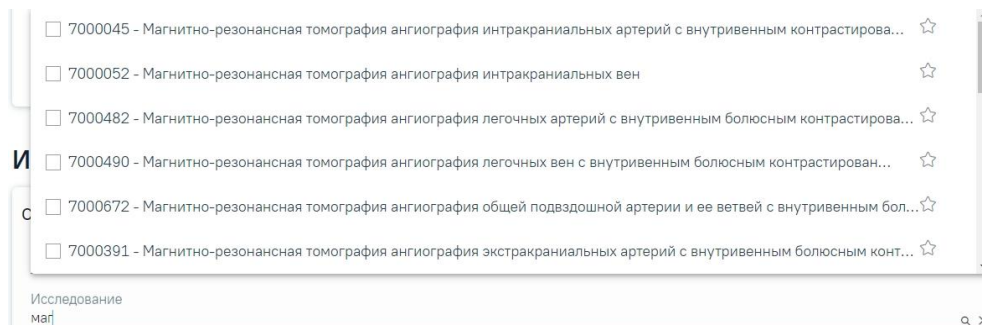 7000045 - Магнитно-резонансная томография ангиография интракраниальных артерий с внутривенным контрастирова...
7000052 - Магнитно-резонансная томография ангиография интракраниальных вен
7000482 - Магнитно-резонансная томография ангиография легочных артерий с внутривенным болюсным контрастирова...
7000490 - Магнитно-резонансная томография ангиография легочных вен с внутривенным болюсным контрастирован...
И
7000672 - Магнитно-резонансная томография ангиография общей подвздошной артерии и ее ветвей с внутривенным бол...
С
7000391 - Магнитно-резонансная томография ангиография экстракраниальных артерий с внутривенным болюсным конт...
Исследование
маг